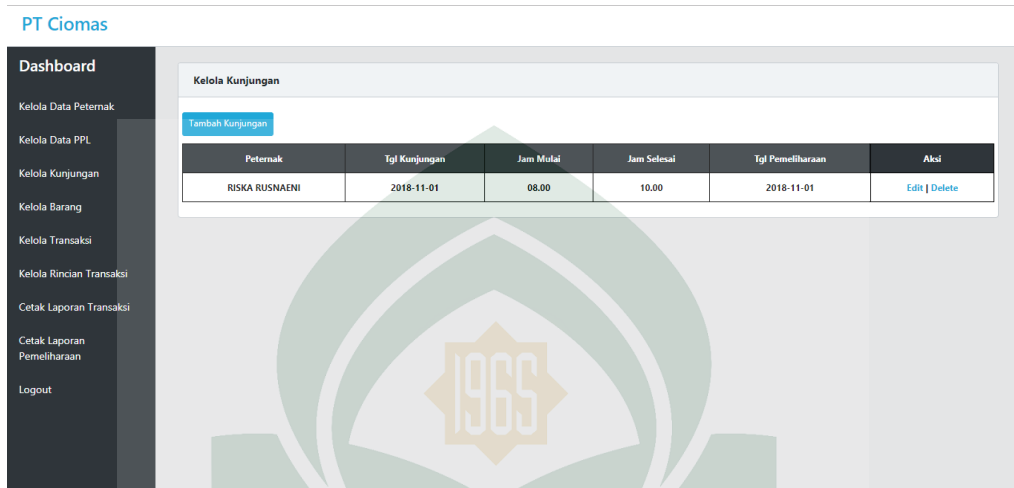 PT Ciomas
Dashboard
Kelola Data Peternak
Kelola Data PPL
Kelola Kunjungan
Kelola Barang
Kelola Transaksi
Kelola Rincian Transaksi
Cetak Laporan Transaksi
Cetak Laporan
Pemeliharaan
Logout
Kelola Kunjungan
Tambah Kunjungan
Peternak Tgl Kunjungan Jam Mulai Jam Selesai Tgl Pemeliharaan Aksi
RISKA RUSNAENI 2018-11-01 08.00 10.00 2018-11-01 Edit | Delete
1965